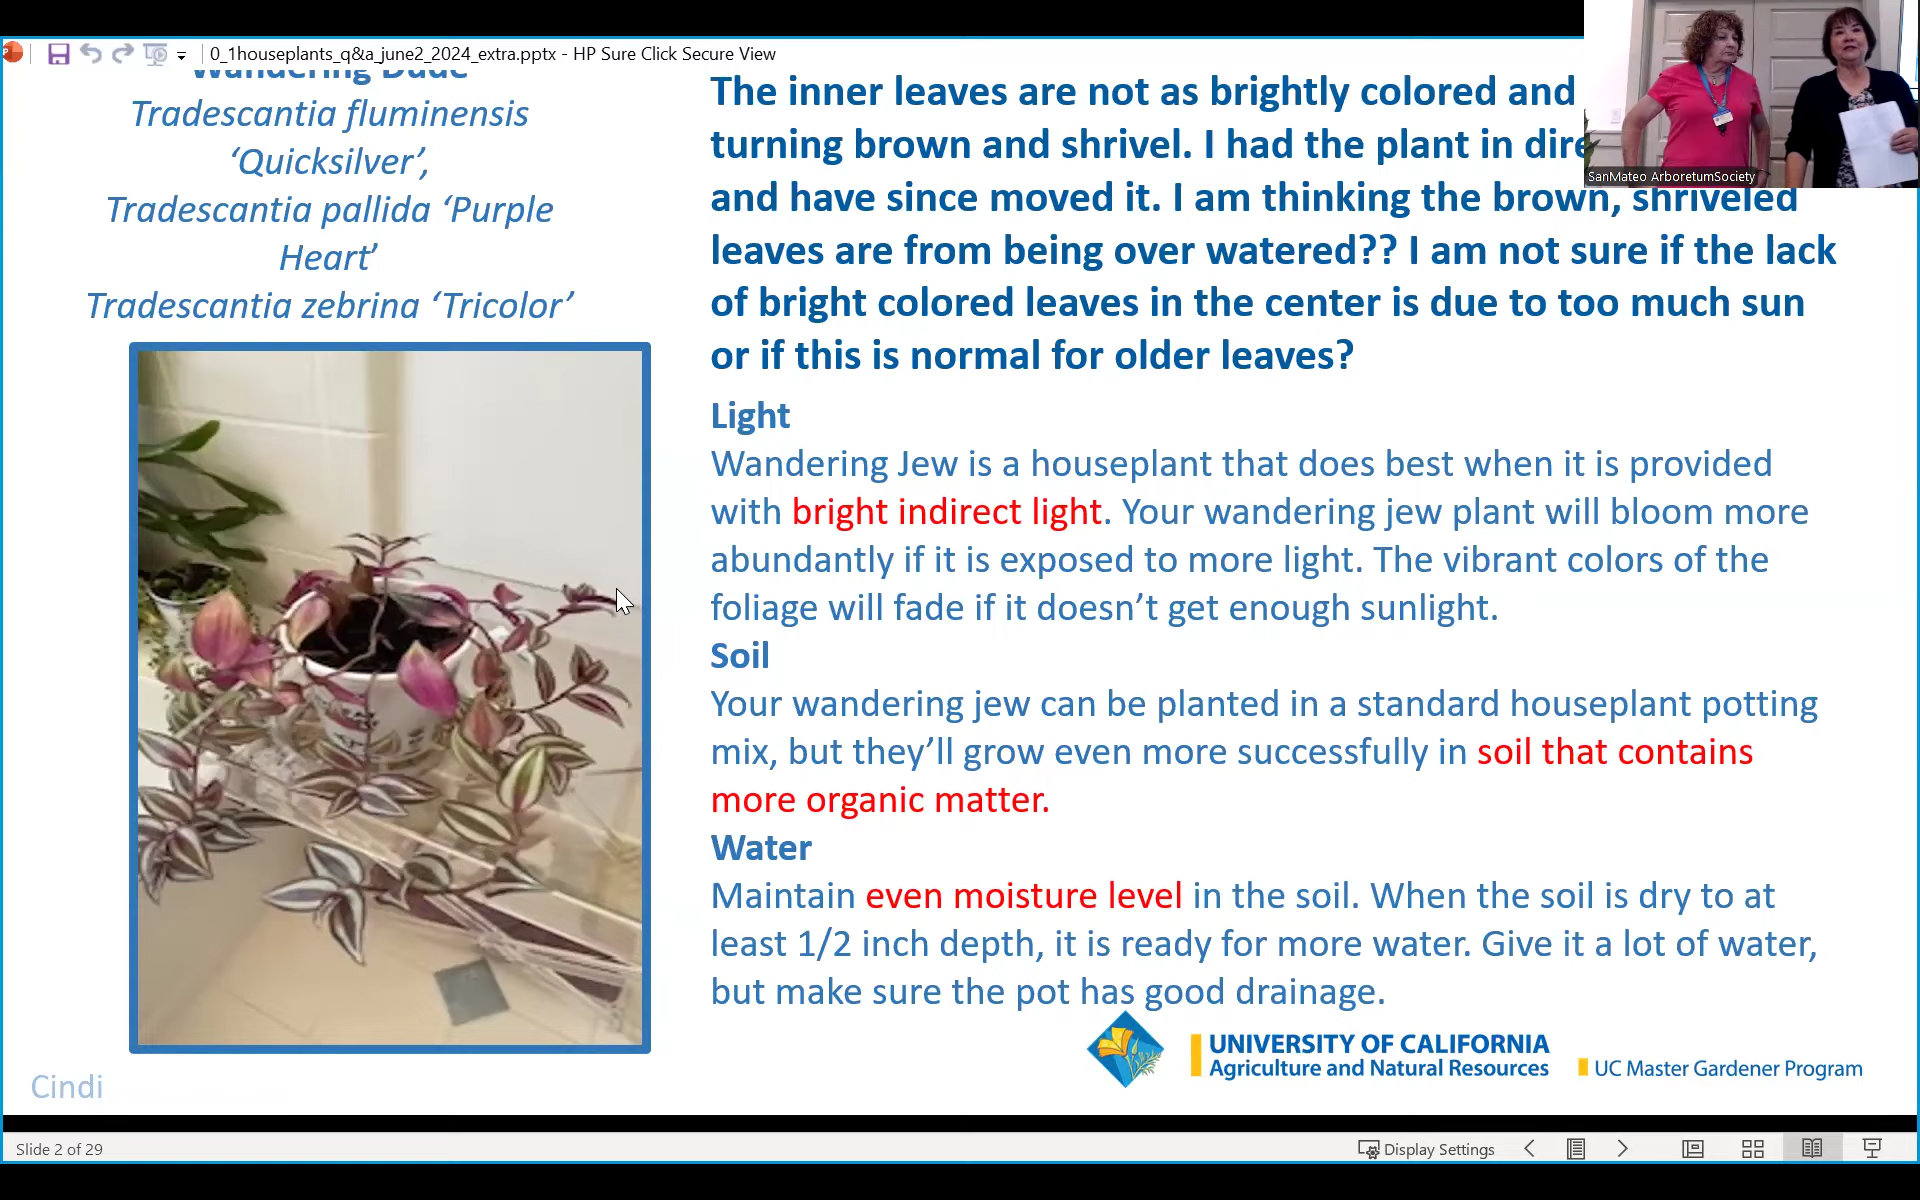 0_1houseplants_q&a_june2_2024_extra.pptx - HP Sure Click Secure View
Wandering Dude
Tradescantia fluminensis
‘Quicksilver’,
Tradescantia pallida ‘Purple
Heart’
Tradescantia zebrina ‘Tricolor’
The inner leaves are not as brightly colored and
turning brown and shrivel. I had the plant in dire
and have since moved it. I am thinking the brown, shriveled
leaves are from being over watered?? I am not sure if the lack
of bright colored leaves in the center is due to too much sun
or if this is normal for older leaves?
Light
Wandering Jew is a houseplant that does best when it is provided
with bright indirect light. Your wandering jew plant will bloom more
abundantly if it is exposed to more light. The vibrant colors of the
foliage will fade if it doesn’t get enough sunlight.
Soil
Your wandering jew can be planted in a standard houseplant potting
mix, but they’ll grow even more successfully in soil that contains
more organic matter.
Water
Maintain even moisture level in the soil. When the soil is dry to at
least 1/2 inch depth, it is ready for more water. Give it a lot of water,
but make sure the pot has good drainage.
SanMateo ArboretumSociety
UNIVERSITY OF CALIFORNIA
Agriculture and Natural Resources
UC Master Gardener Program
Cindi
Slide 2 of 29
Display Settings